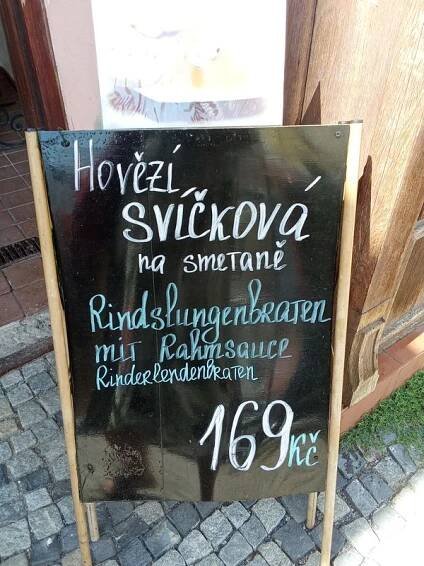 Hovězí
SVÍČKOVÁ
na smetaně
Rindslungenbraten
mit Rahmsauce
Rinderlendenbraten
169 Kč